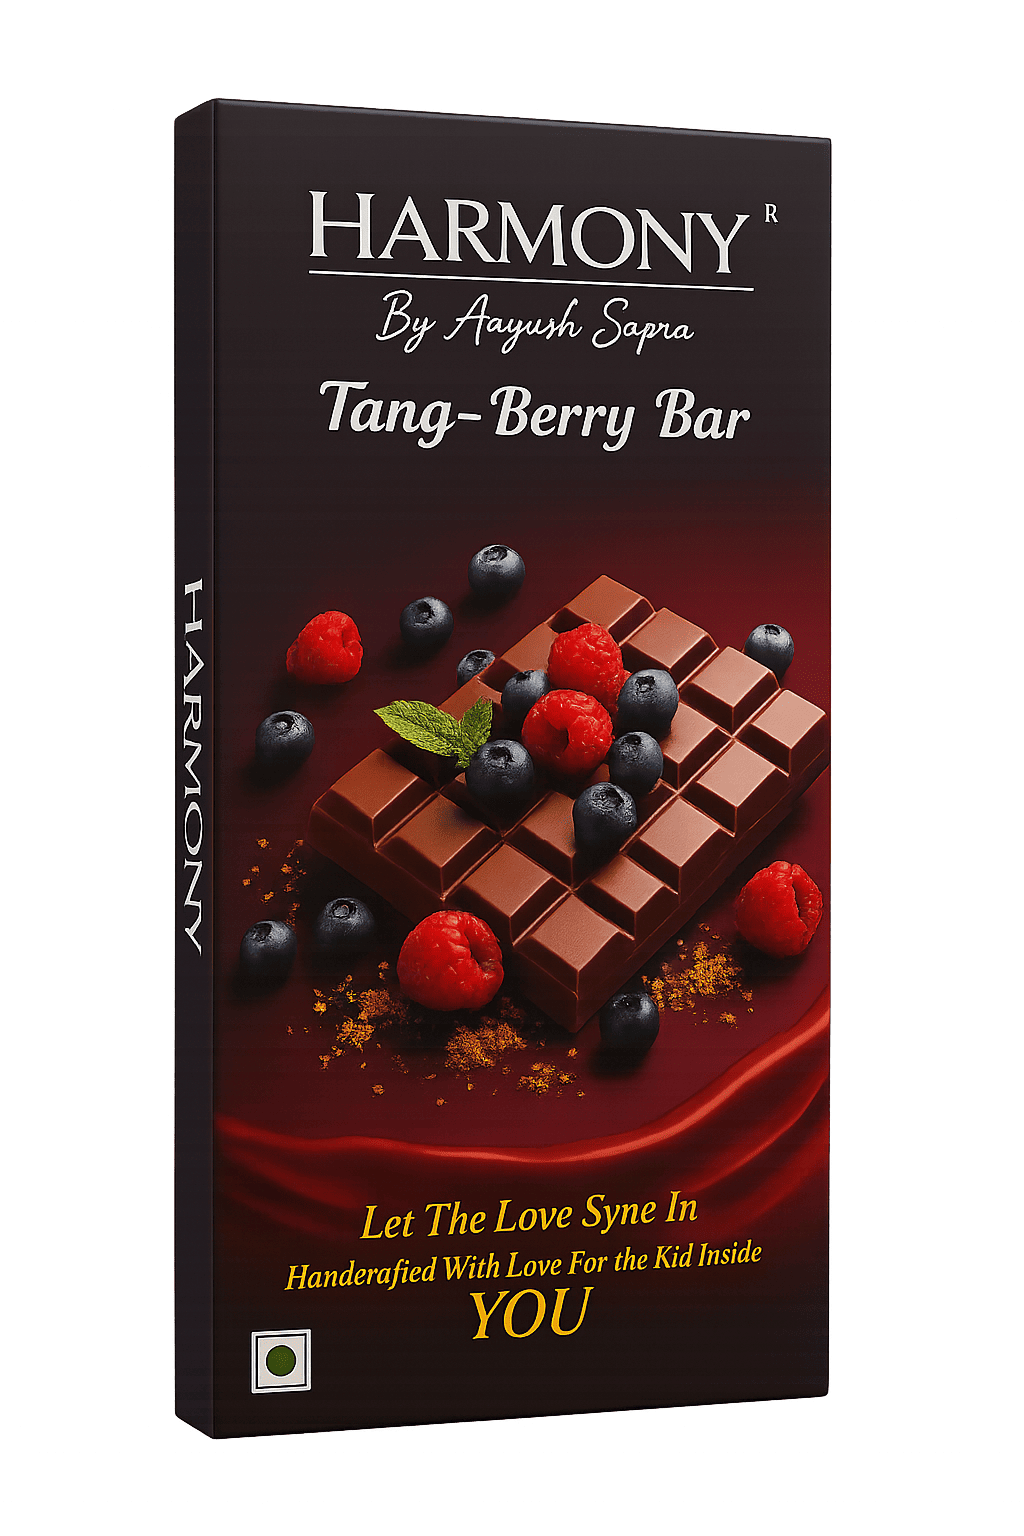 HARMONY R
By Aayush Sapra
Tang-Berry Bar
HARMONY
Let The Love Syne In
Handerafied With Love For the Kid Inside
YOU